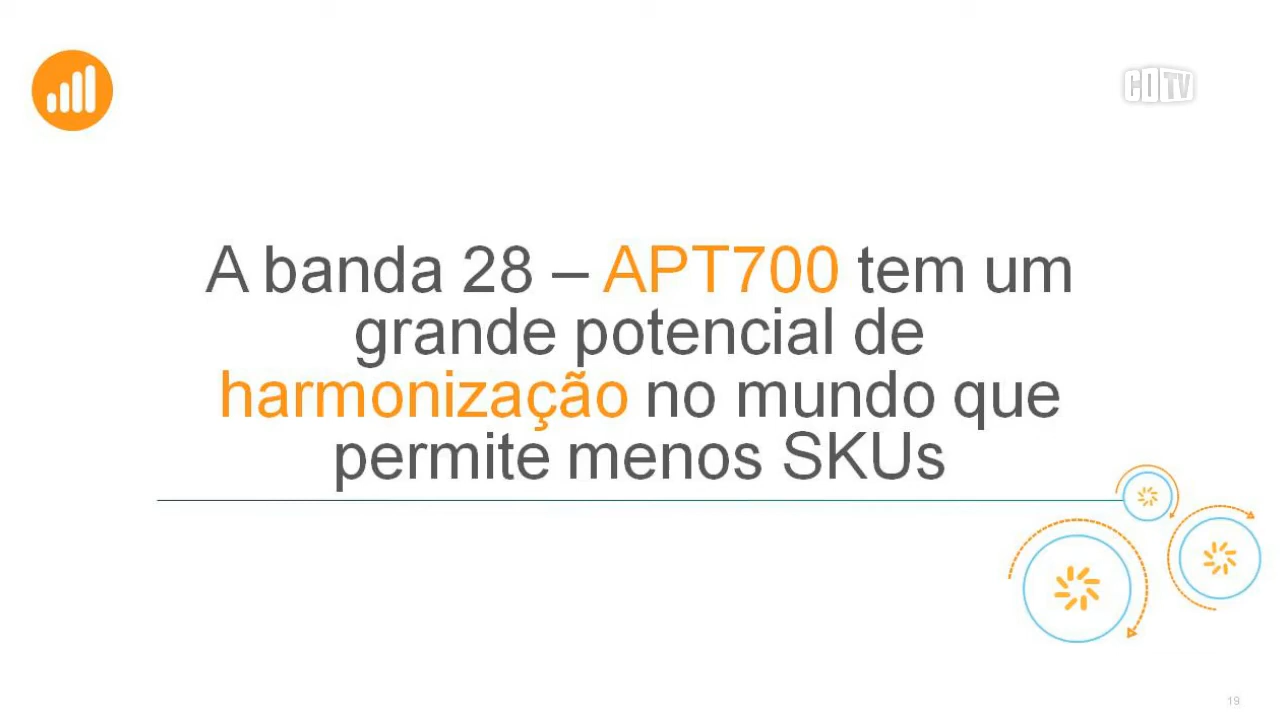 CDTV
A banda 28 – APT700 tem um
grande potencial de
harmonização no mundo que
permite menos SKUs
19